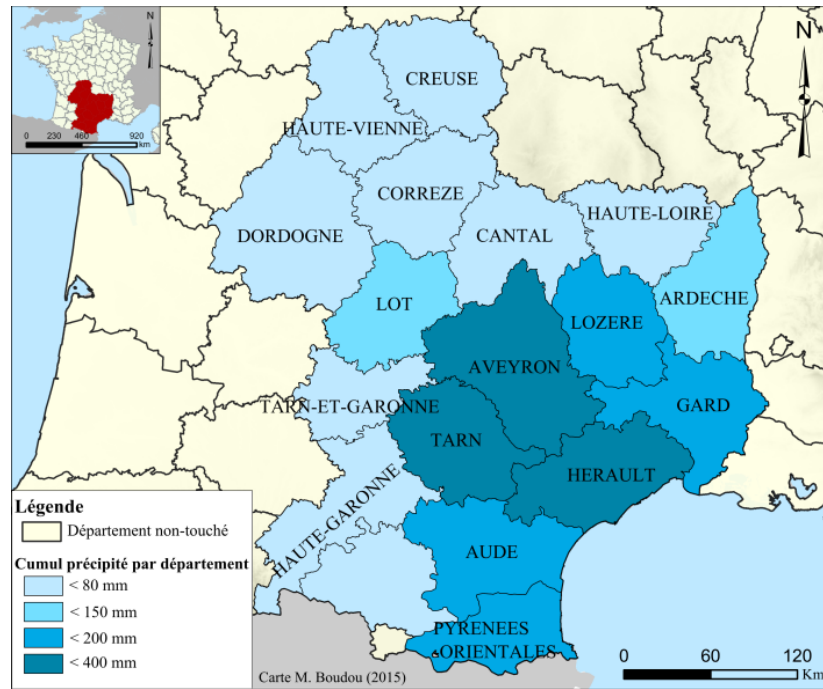 N
0 230 460 920
km
N
CREUSE
HAUTE-VIENNE
CORREZE
HAUTE-LOIRE
DORDOGNE
CANTAL
ARDECHE
LOT
LOZERE
AVEYRON
TARN-ET-GARONNE
GARD
TARN
HERAULT
HAUTE-GARONNE
AUDE
PYRENEES
ORIENTALES
Légende
Département non-touché
Cumul précipité par département
< 80 mm
< 150 mm
< 200 mm
< 400 mm
Carte M. Boudou (2015)
0 60 120
Km